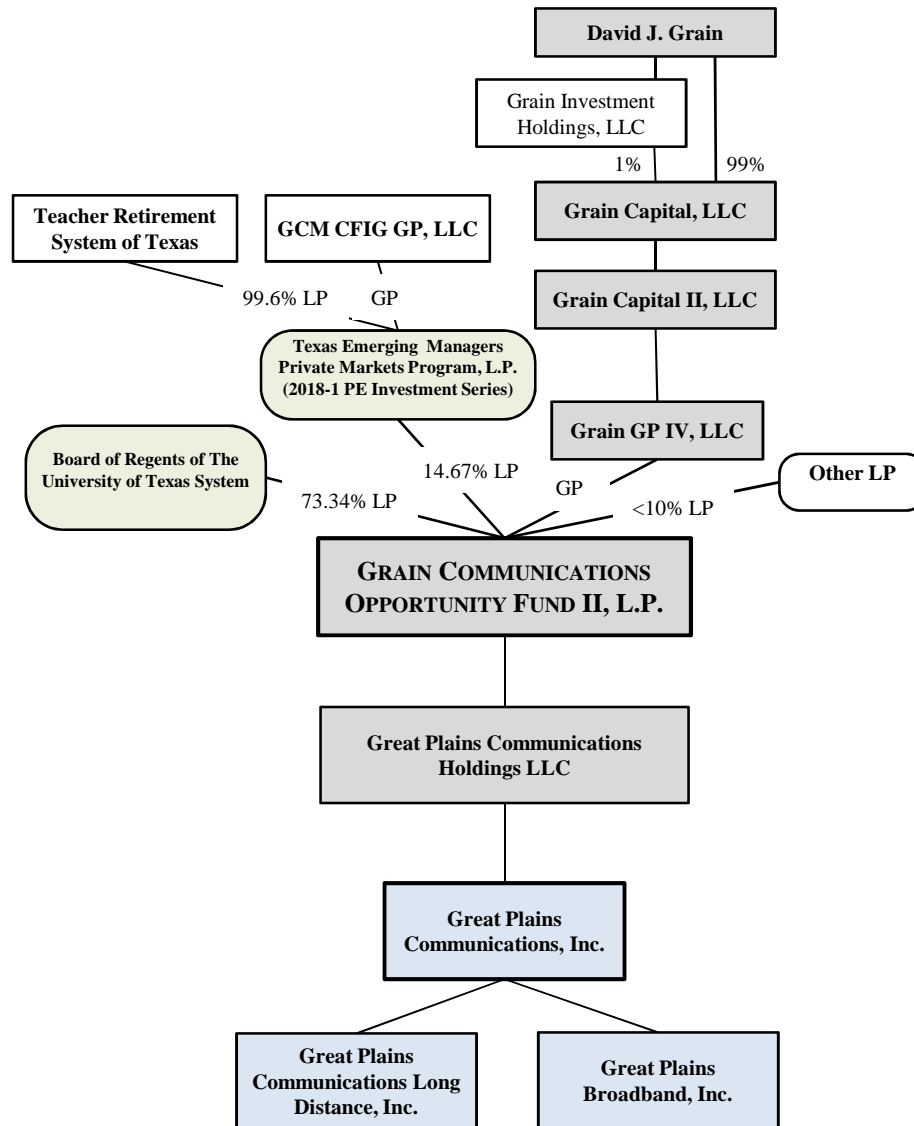 David J. Grain
Grain Investment
Holdings, LLC
1%
99%
Teacher Retirement
System of Texas
GCM CFIG GP, LLC
Grain Capital, LLC
99.6% LP
GP
Grain Capital II, LLC
Texas Emerging Managers
Private Markets Program, L.P.
(2018-1 PE Investment Series)
Grain GP IV, LLC
Board of Regents of The
University of Texas System
14.67% LP
Other LP
73.34% LP
GP
<10% LP
GRAIN COMMUNICATIONS
OPPORTUNITY FUND II, L.P.
Great Plains Communications
Holdings LLC
Great Plains
Communications, Inc.
Great Plains
Communications Long
Distance, Inc.
Great Plains
Broadband, Inc.